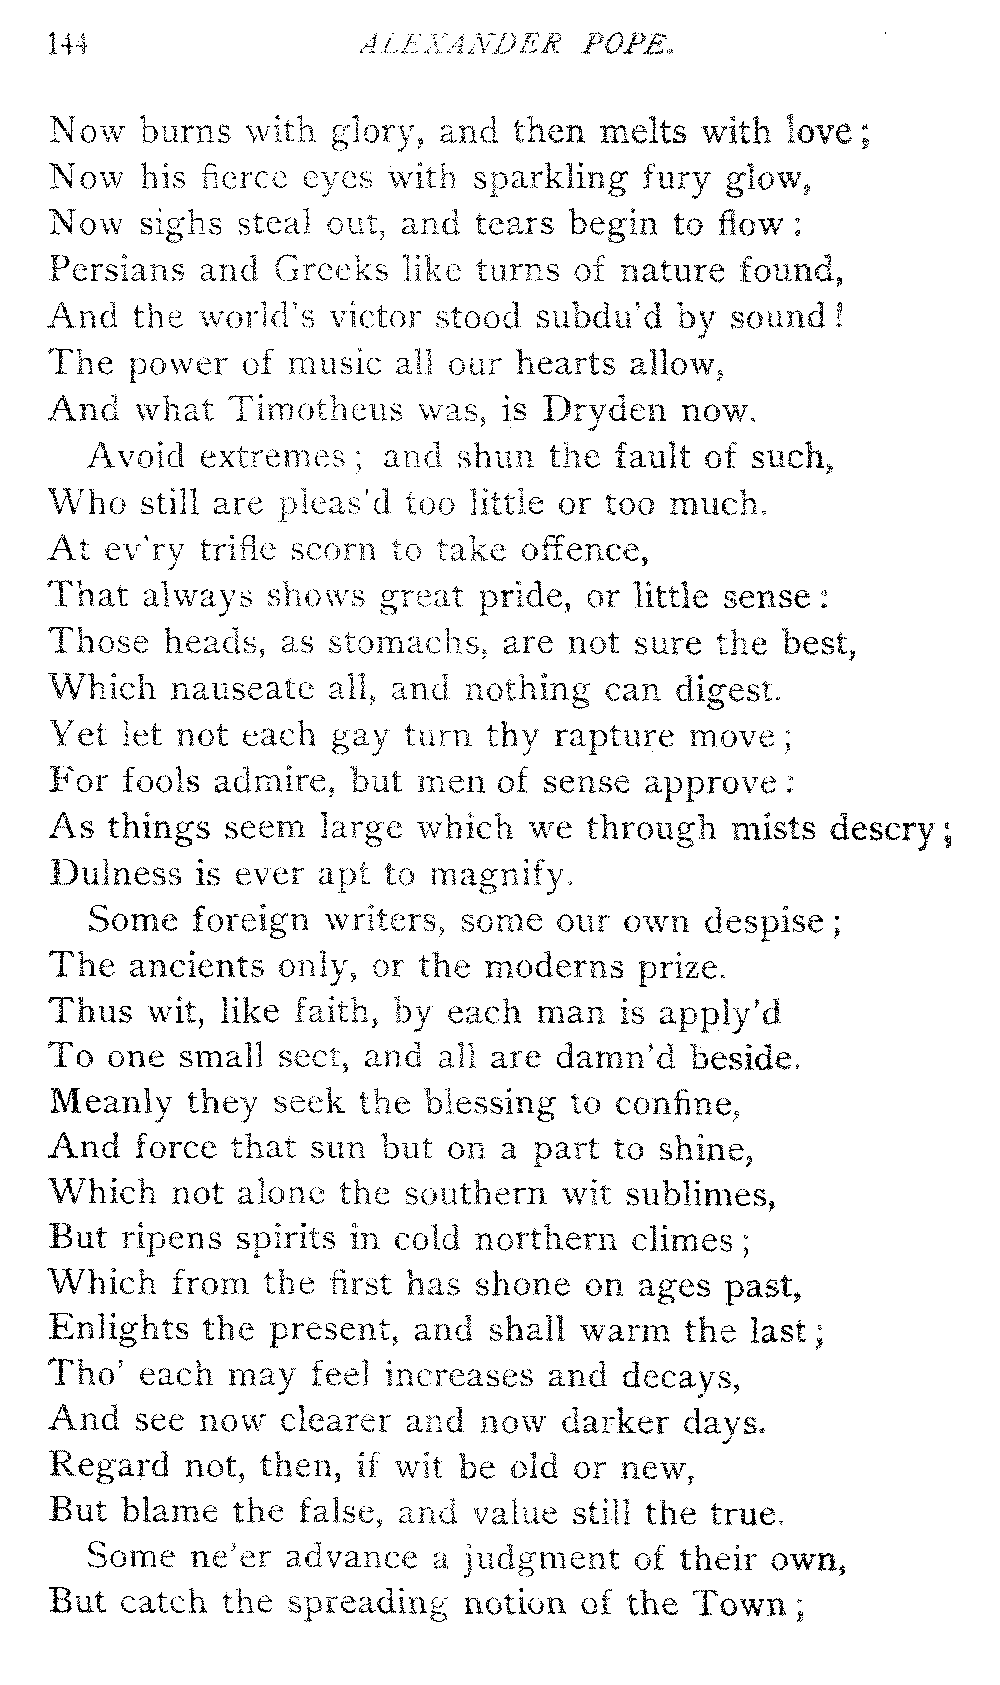 144 ALEXANDER POPE.
Now burns with glory, and then melts with love;
Now his fierce eyes with sparkling fury glow,
Now sighs steal out, and tears begin to flow:
Persians and Greeks like turns of nature found,
And the world's victor stood subdu'd by sound!
The power of music all our hearts allow,
And what Timotheus was, is Dryden now.
Avoid extremes; and shun the fault of such,
Who still are pleas'd too little or too much.
At ev'ry trifle scorn to take offence,
That always shows great pride, or little sense:
Those heads, as stomachs, are not sure the best,
Which nauseate all, and nothing can digest.
Yet let not each gay turn thy rapture move;
For fools admire, but men of sense approve:
As things seem large which we through mists descry;
Dulness is ever apt to magnify.
Some foreign writers, some our own despise;
The ancients only, or the moderns prize.
Thus wit, like faith, by each man is apply'd
To one small sect, and all are damn'd beside.
Meanly they seek the blessing to confine,
And force that sun but on a part to shine,
Which not alone the southern wit sublimes,
But ripens spirits in cold northern climes;
Which from the first has shone on ages past,
Enlights the present, and shall warm the last;
Tho' each may feel increases and decays,
And see now clearer and now darker days.
Regard not, then, if wit be old or new,
But blame the false, and value still the true.
Some ne'er advance a judgment of their own,
But catch the spreading notion of the Town;